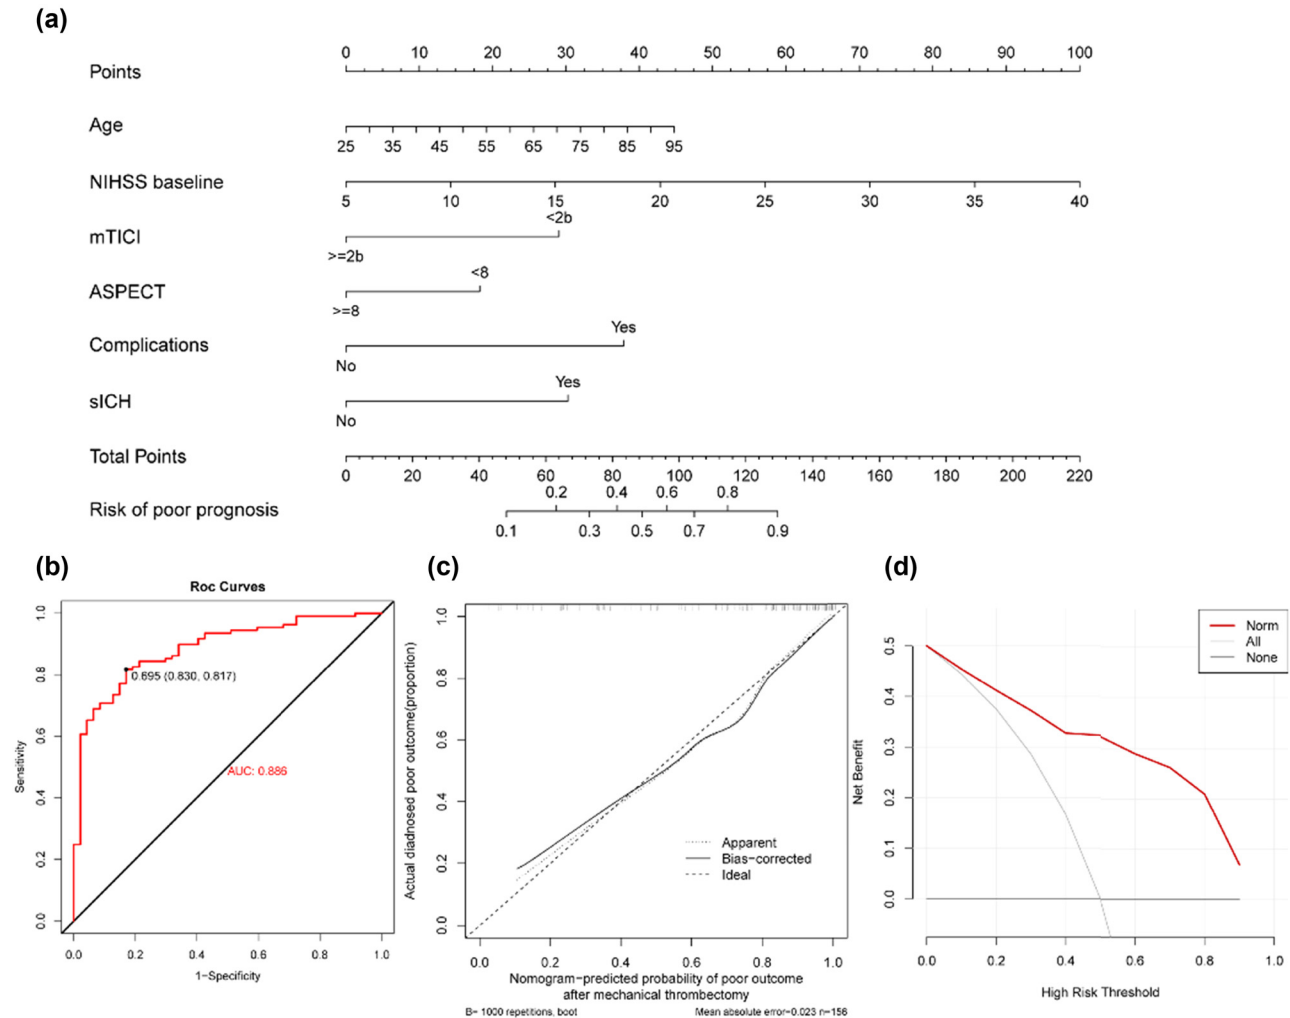 (a)
0 10 20 30 40 50 60 70 80 90 100
Points
Age
25 35 45 55 65 75 85 95
NIHSS baseline
5 10 15 20 25 30 35 40
<2b
mTICI
>=2b
<8
ASPECT
>=8
Yes
Complications
No
Yes
sICH
No
Total Points
0 20 40 60 80 100 120 140 160 180 200 220
0.2 0.4 0.6 0.8
Risk of poor prognosis
0.1 0.3 0.5 0.7 0.9
(b)
Roc Curves
1.0
0.8
0.6
0.4
0.2
0.0
Sensitivity
0.695 (0.830, 0.817)
AUC: 0.886
0.0 0.2 0.4 0.6 0.8 1.0
1-Specificity
(c)
1.0
0.8
0.6
0.4
0.2
0.0
Actual diadnosed poor outcome(proportion)
Apparent
Bias-corrected
Ideal
0.0 0.2 0.4 0.6 0.8 1.0
Nomogram-predicted probability of poor outcome
after mechanical thrombectomy
B= 1000 repetitions, boot Mean absolute error=0.023 n=156
(d)
Norm
All
None
0.5
0.4
0.3
0.2
0.1
0.0
Net Benefit
0.0 0.2 0.4 0.6 0.8 1.0
High Risk Threshold